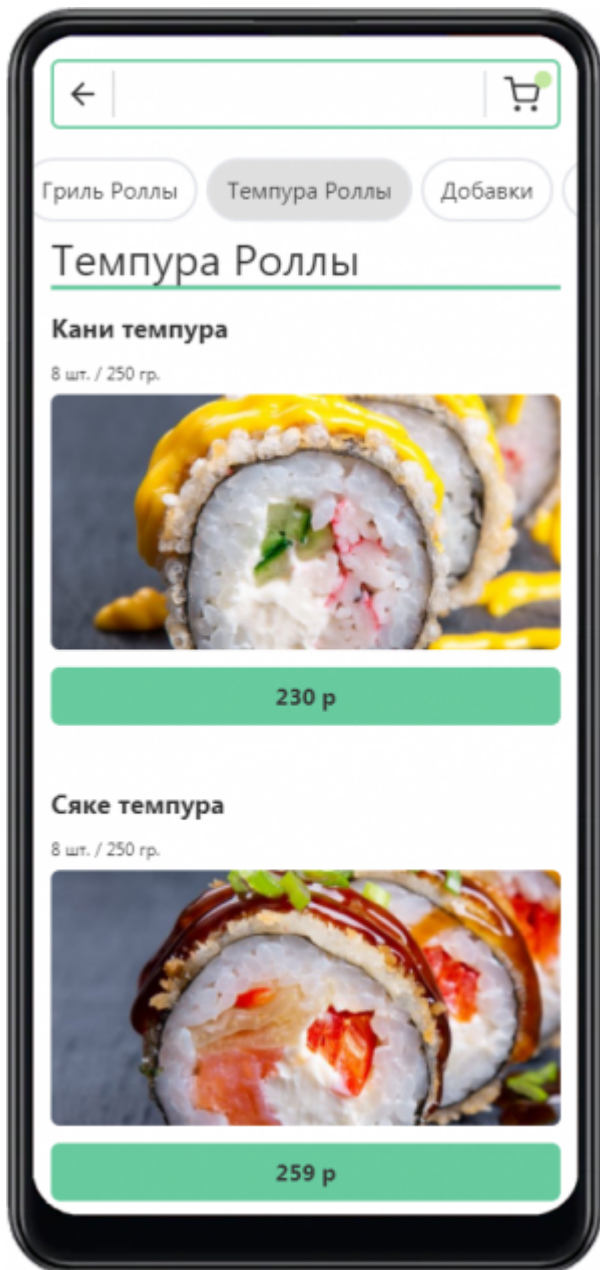 Гриль Роллы
Темпура Роллы
Добавки
Темпура Роллы
Кани темпура
8 шт. / 250 гр.
230 р
Сяке темпура
8 шт. / 250 гр.
259 р